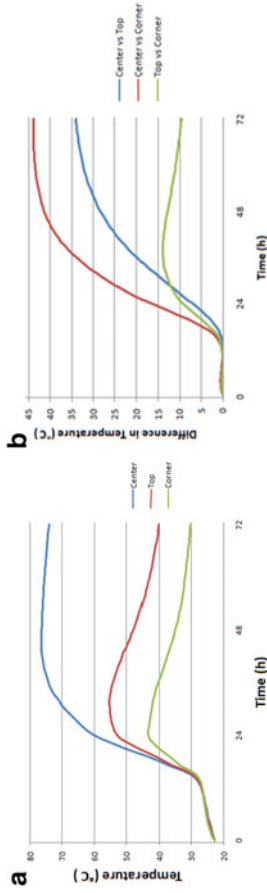 a
Temperature (°C)
80
70
60
50
40
30
20
0
24
48
72
Time (h)
Center
Top
Corner
b
Difference in Temperature (°C)
45
40
35
30
25
20
15
10
5
0
0
24
48
72
Time (h)
Center vs Top
Center vs Corner
Top vs Corner